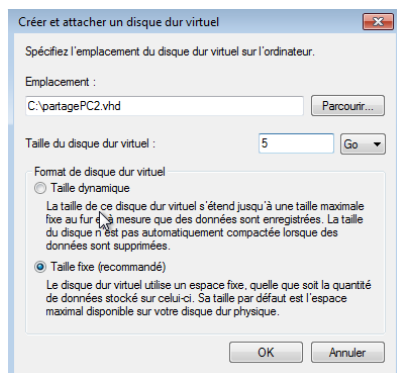 Créer et attacher un disque dur virtuel
Spécifiez l'emplacement du disque dur virtuel sur l'ordinateur.
Emplacement :
C:\partagePC2.vhd Parcourir...
Taille du disque dur virtuel : 5 Go
Format de disque dur virtuel
Taille dynamique
La taille de ce disque dur virtuel s'étend jusqu'à une taille maximale
fixe au fur et à mesure que des données sont enregistrées. La taille
du disque n'est pas automatiquement compactée lorsque des
données sont supprimées.
Taille fixe (recommandé)
Le disque dur virtuel utilise un espace fixe, quelle que soit la quantité
de données stocké sur celui-ci. Sa taille par défaut est l'espace
maximal disponible sur votre disque dur physique.
OK Annuler